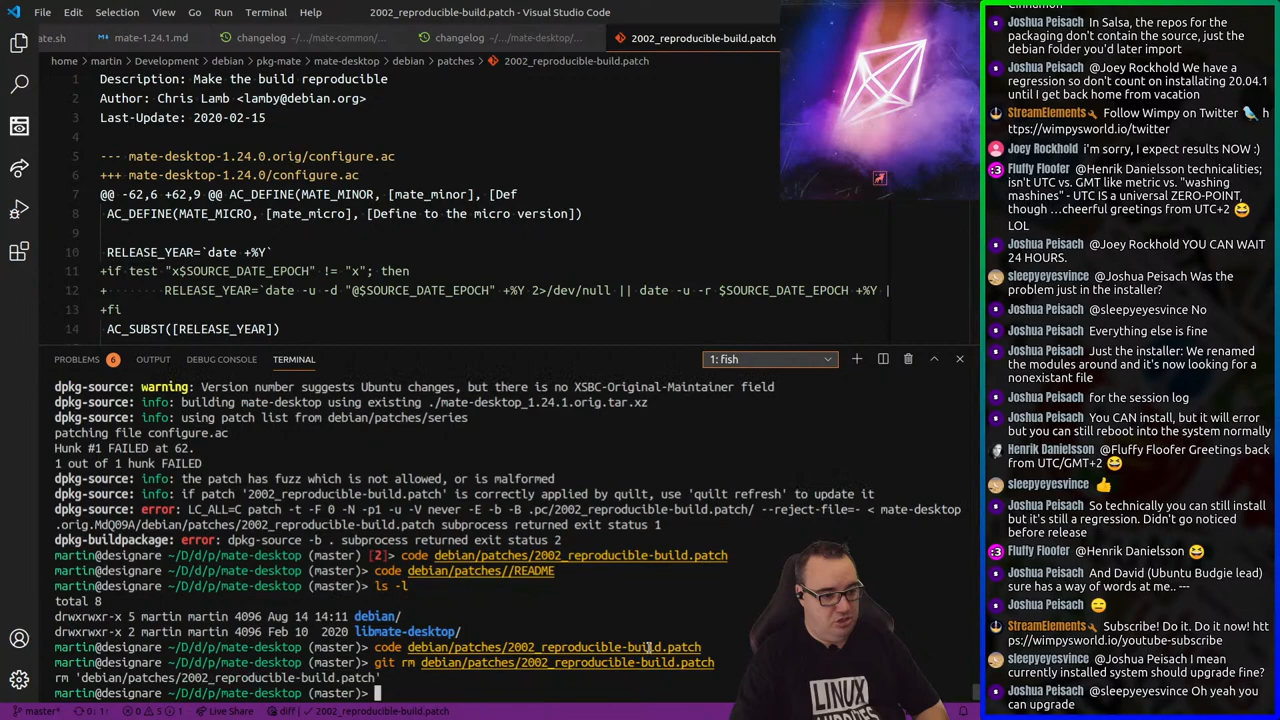 Edit Selection View Go Run Terminal Help
2002_reproducible-build.patch - Visual Studio Code
ate.sh
mate-1.24.1.md
changelog ~/.../mate-common/...
changelog ~/.../mate-desktop/...
2002_reproducible-build.patch
home > martin > Development > debian > pkg-mate > mate-desktop > debian > patches > 2002_reproducible-build.patch
1 Description: Make the build reproducible
2 Author: Chris Lamb <lamby@debian.org>
3 Last-Update: 2020-02-15
4
5 --- mate-desktop-1.24.0.orig/configure.ac
6 +++ mate-desktop-1.24.0/configure.ac
7 @@ -62,6 +62,9 @@ AC_DEFINE(MATE_MINOR, [mate_minor], [Def
8 AC_DEFINE(MATE_MICRO, [mate_micro], [Define to the micro version])
9
10 RELEASE_YEAR=`date +%Y`
11 +if test "x$SOURCE_DATE_EPOCH" != "x"; then
12 + RELEASE_YEAR=`date -u -d "@$SOURCE_DATE_EPOCH" +%Y 2>/dev/null || date -u -r $SOURCE_DATE_EPOCH +%Y |
13 +fi
14 AC_SUBST([RELEASE_YEAR])
PROBLEMS 6 OUTPUT DEBUG CONSOLE TERMINAL
1: fish
dpkg-source: warning: Version number suggests Ubuntu changes, but there is no XSBC-Original-Maintainer field
dpkg-source: info: building mate-desktop using existing ./mate-desktop_1.24.1.orig.tar.xz
dpkg-source: info: using patch list from debian/patches/series
patching file configure.ac
Hunk #1 FAILED at 62.
1 out of 1 hunk FAILED
dpkg-source: info: the patch has fuzz which is not allowed, or is malformed
dpkg-source: info: if patch '2002_reproducible-build.patch' is correctly applied by quilt, use 'quilt refresh' to update it
dpkg-source: error: LC_ALL=C patch -t -F 0 -N -p1 -u -V never -E -b -B .pc/2002_reproducible-build.patch/ --reject-file=- < mate-desktop
.orig.MdQ09A/debian/patches/2002_reproducible-build.patch subprocess returned exit status 1
dpkg-buildpackage: error: dpkg-source -b . subprocess returned exit status 2
martin@designare ~/D/d/p/mate-desktop (master) [2]> code debian/patches/2002_reproducible-build.patch
martin@designare ~/D/d/p/mate-desktop (master)> code debian/patches//README
martin@designare ~/D/d/p/mate-desktop (master)> ls -l
total 8
drwxrwxr-x 5 martin martin 4096 Aug 14 14:11 debian/
drwxrwxr-x 2 martin martin 4096 Feb 10 2020 libmate-desktop/
martin@designare ~/D/d/p/mate-desktop (master)> code debian/patches/2002_reproducible-build.patch
martin@designare ~/D/d/p/mate-desktop (master)> git rm debian/patches/2002_reproducible-build.patch
rm 'debian/patches/2002_reproducible-build.patch'
martin@designare ~/D/d/p/mate-desktop (master)>
master* 0↓ 1↑ 0 5 1 Live Share diff 2002_reproducible-build.patch
LINUX
Cinnamon
Joshua Peisach In Salsa, the repos for the
packaging don't contain the source, just the
debian folder you'd later import
Joshua Peisach @Joey Rockhold We have a
regression so don't count on installating 20.04.1
until I get back home from vacation
StreamElements Follow Wimpy on Twitter 🐦 h
ttps://wimpysworld.io/twitter
Joey Rockhold i'm sorry, I expect results NOW :)
Fluffy Floofer @Henrik Danielsson technicalities;
isn't UTC vs. GMT like metric vs. "washing
mashines" - UTC IS a universal ZERO-POINT,
though …cheerful greetings from UTC+2 😅
LOL
Joshua Peisach @Joey Rockhold YOU CAN WAIT
24 HOURS.
sleepyeyesvince @Joshua Peisach Was the
problem just in the installer?
Joshua Peisach @sleepyeyesvince No
Joshua Peisach Everything else is fine
Joshua Peisach Just the installer: We renamed
the modules around and it's now looking for a
nonexistant file
Joshua Peisach for the session log
Joshua Peisach You CAN install, but it will error
but you can still reboot into the system normally
Henrik Danielsson @Fluffy Floofer Greetings back
from UTC/GMT+2 😆
sleepyeyesvince 👍
Joshua Peisach So technically you can still install
but it's still a regression. Didn't go noticed
before release
Fluffy Floofer @Henrik Danielsson 😆
Joshua Peisach And David (Ubuntu Budgie lead)
sure has a way of words at me.. ---
Joshua Peisach 😑
StreamElements Subscribe! Do it. Do it now! htt
ps://wimpysworld.io/youtube-subscribe
sleepyeyesvince @Joshua Peisach I mean
currently installed system should upgrade fine?
Joshua Peisach @sleepyeyesvince Oh yeah you
can upgrade